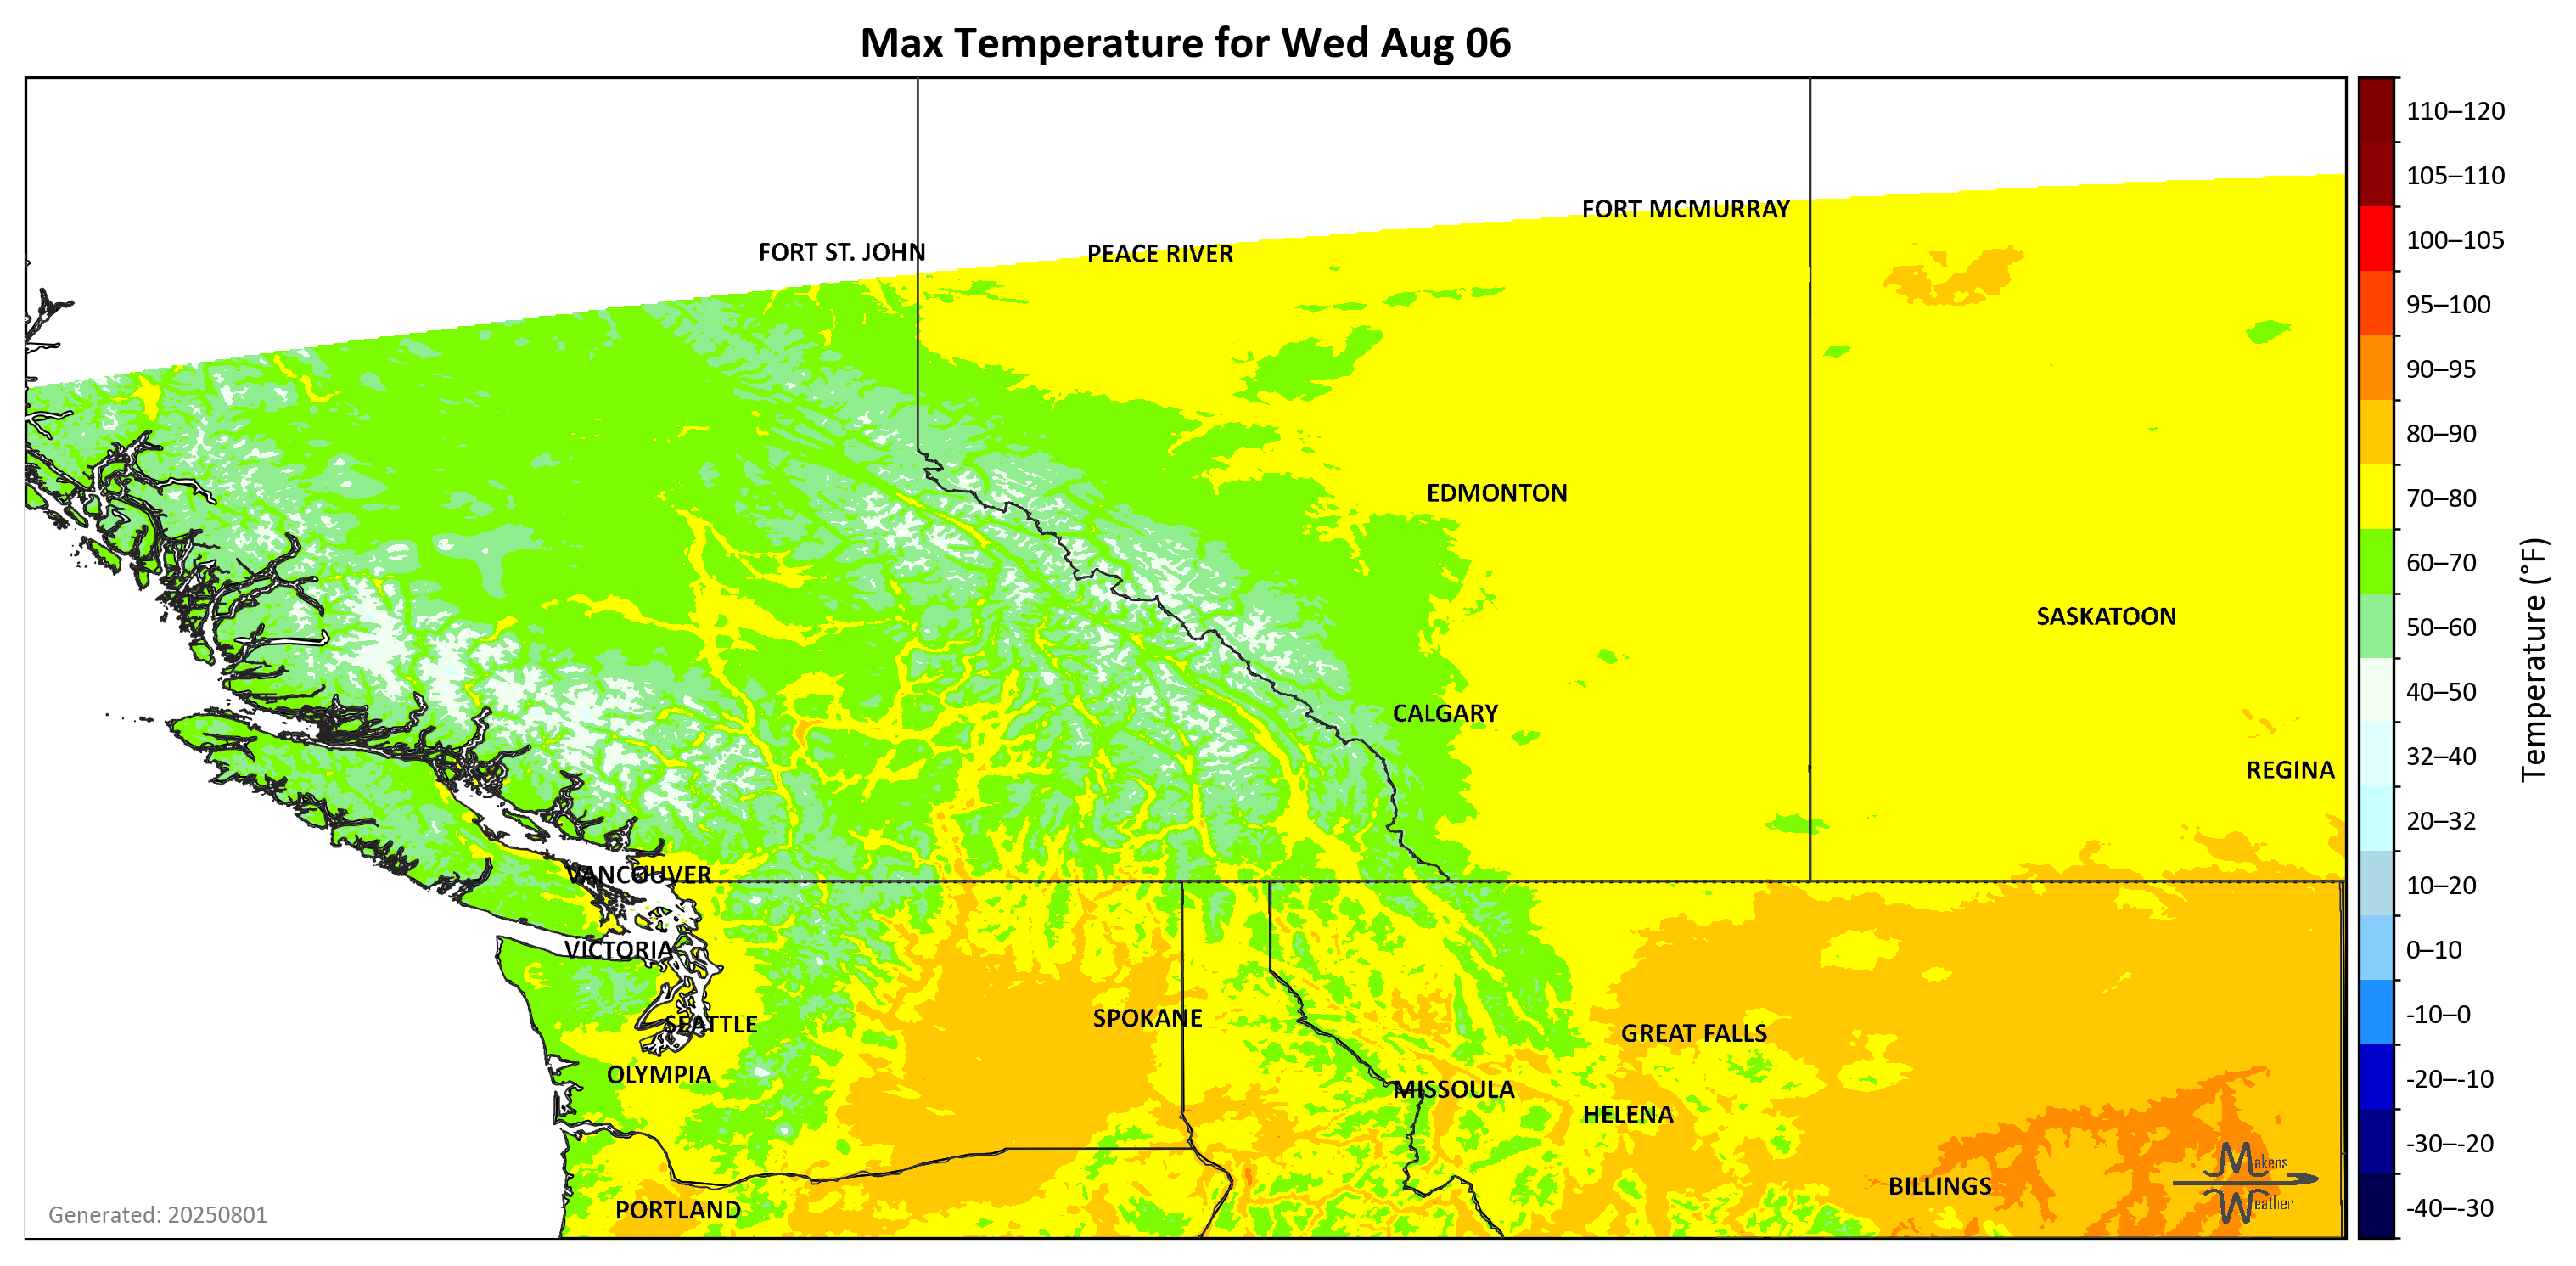 Max Temperature for Wed Aug 06
FORT MCMURRAY
FORT ST. JOHN
PEACE RIVER
EDMONTON
SASKATOON
CALGARY
REGINA
VANCOUVER
VICTORIA
SEATTLE
SPOKANE
GREAT FALLS
OLYMPIA
MISSOULA
HELENA
BILLINGS
PORTLAND
Makens
Weather
Generated: 20250801
110–120
105–110
100–105
95–100
90–95
80–90
70–80
60–70
50–60
40–50
32–40
20–32
10–20
0–10
-10–0
-20–-10
-30–-20
-40–-30
Temperature (°F)